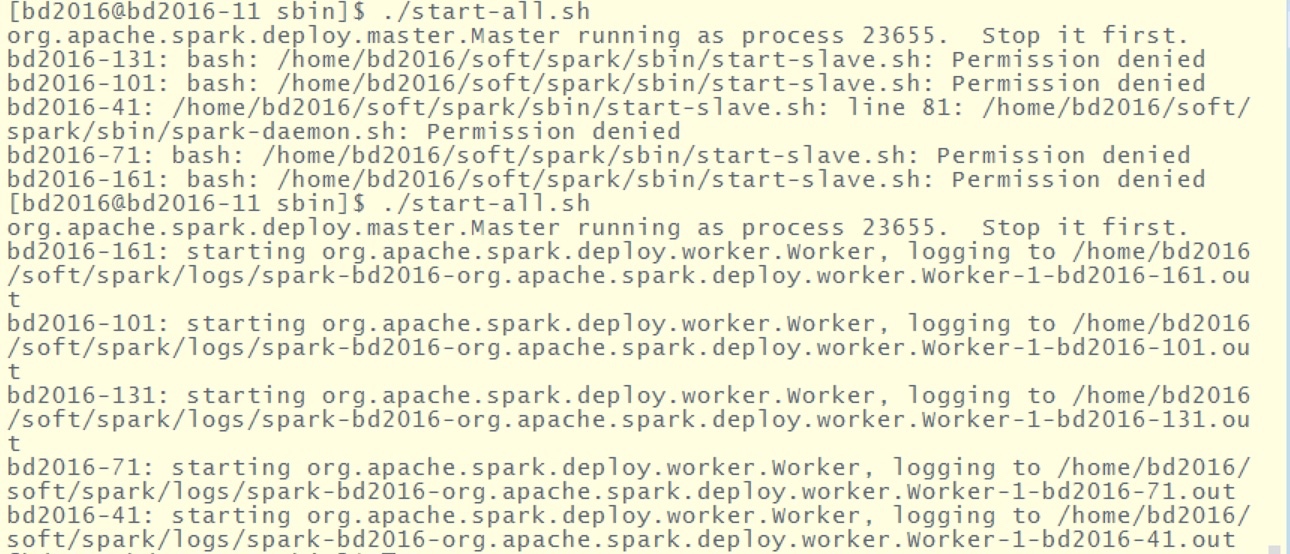 [bd2016@bd2016-11 sbin]$ ./start-all.sh
org.apache.spark.deploy.master.Master running as process 23655.  Stop it first.
bd2016-131: bash: /home/bd2016/soft/spark/sbin/start-slave.sh: Permission denied
bd2016-101: bash: /home/bd2016/soft/spark/sbin/start-slave.sh: Permission denied
bd2016-41: /home/bd2016/soft/spark/sbin/start-slave.sh: line 81: /home/bd2016/soft/
spark/sbin/spark-daemon.sh: Permission denied
bd2016-71: bash: /home/bd2016/soft/spark/sbin/start-slave.sh: Permission denied
bd2016-161: bash: /home/bd2016/soft/spark/sbin/start-slave.sh: Permission denied
[bd2016@bd2016-11 sbin]$ ./start-all.sh
org.apache.spark.deploy.master.Master running as process 23655.  Stop it first.
bd2016-161: starting org.apache.spark.deploy.worker.Worker, logging to /home/bd2016
/soft/spark/logs/spark-bd2016-org.apache.spark.deploy.worker.Worker-1-bd2016-161.ou
t
bd2016-101: starting org.apache.spark.deploy.worker.Worker, logging to /home/bd2016
/soft/spark/logs/spark-bd2016-org.apache.spark.deploy.worker.Worker-1-bd2016-101.ou
t
bd2016-131: starting org.apache.spark.deploy.worker.Worker, logging to /home/bd2016
/soft/spark/logs/spark-bd2016-org.apache.spark.deploy.worker.Worker-1-bd2016-131.ou
t
bd2016-71: starting org.apache.spark.deploy.worker.Worker, logging to /home/bd2016/
soft/spark/logs/spark-bd2016-org.apache.spark.deploy.worker.Worker-1-bd2016-71.out
bd2016-41: starting org.apache.spark.deploy.worker.Worker, logging to /home/bd2016/
soft/spark/logs/spark-bd2016-org.apache.spark.deploy.worker.Worker-1-bd2016-41.out